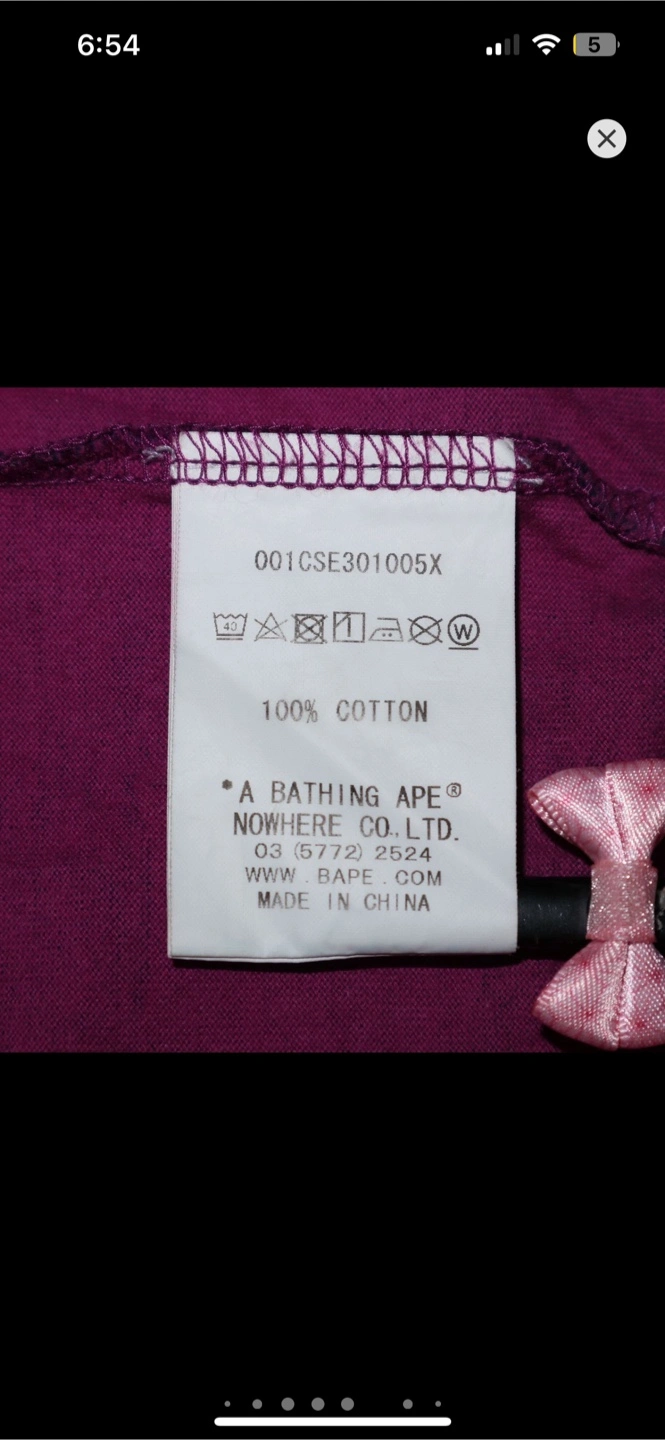 6:54
5
001CSE301005X
40
W
100% COTTON
*A BATHING APE®
NOWHERE CO.,LTD.
03 (5772) 2524
WWW.BAPE.COM
MADE IN CHINA